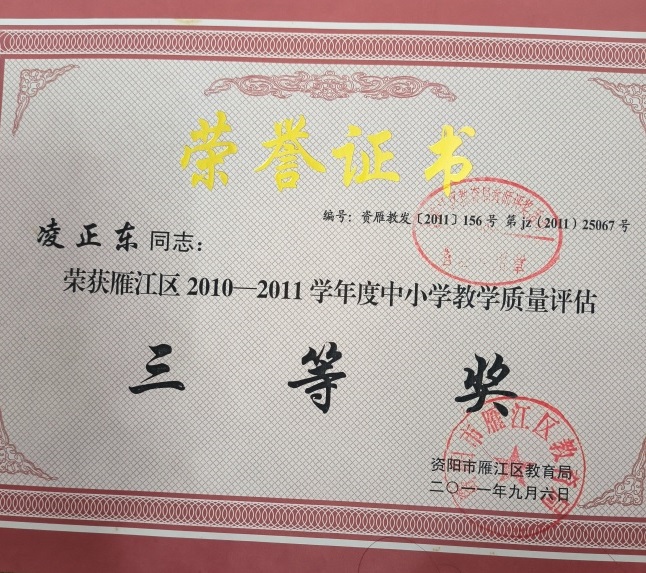 荣誉证书
编号：资雁教发〔2011〕156号 第jz（2011）25067号
凌正东同志：
荣获雁江区2010—2011学年度中小学教学质量评估
三等奖
资阳市雁江区教育局
二〇一一年九月六日